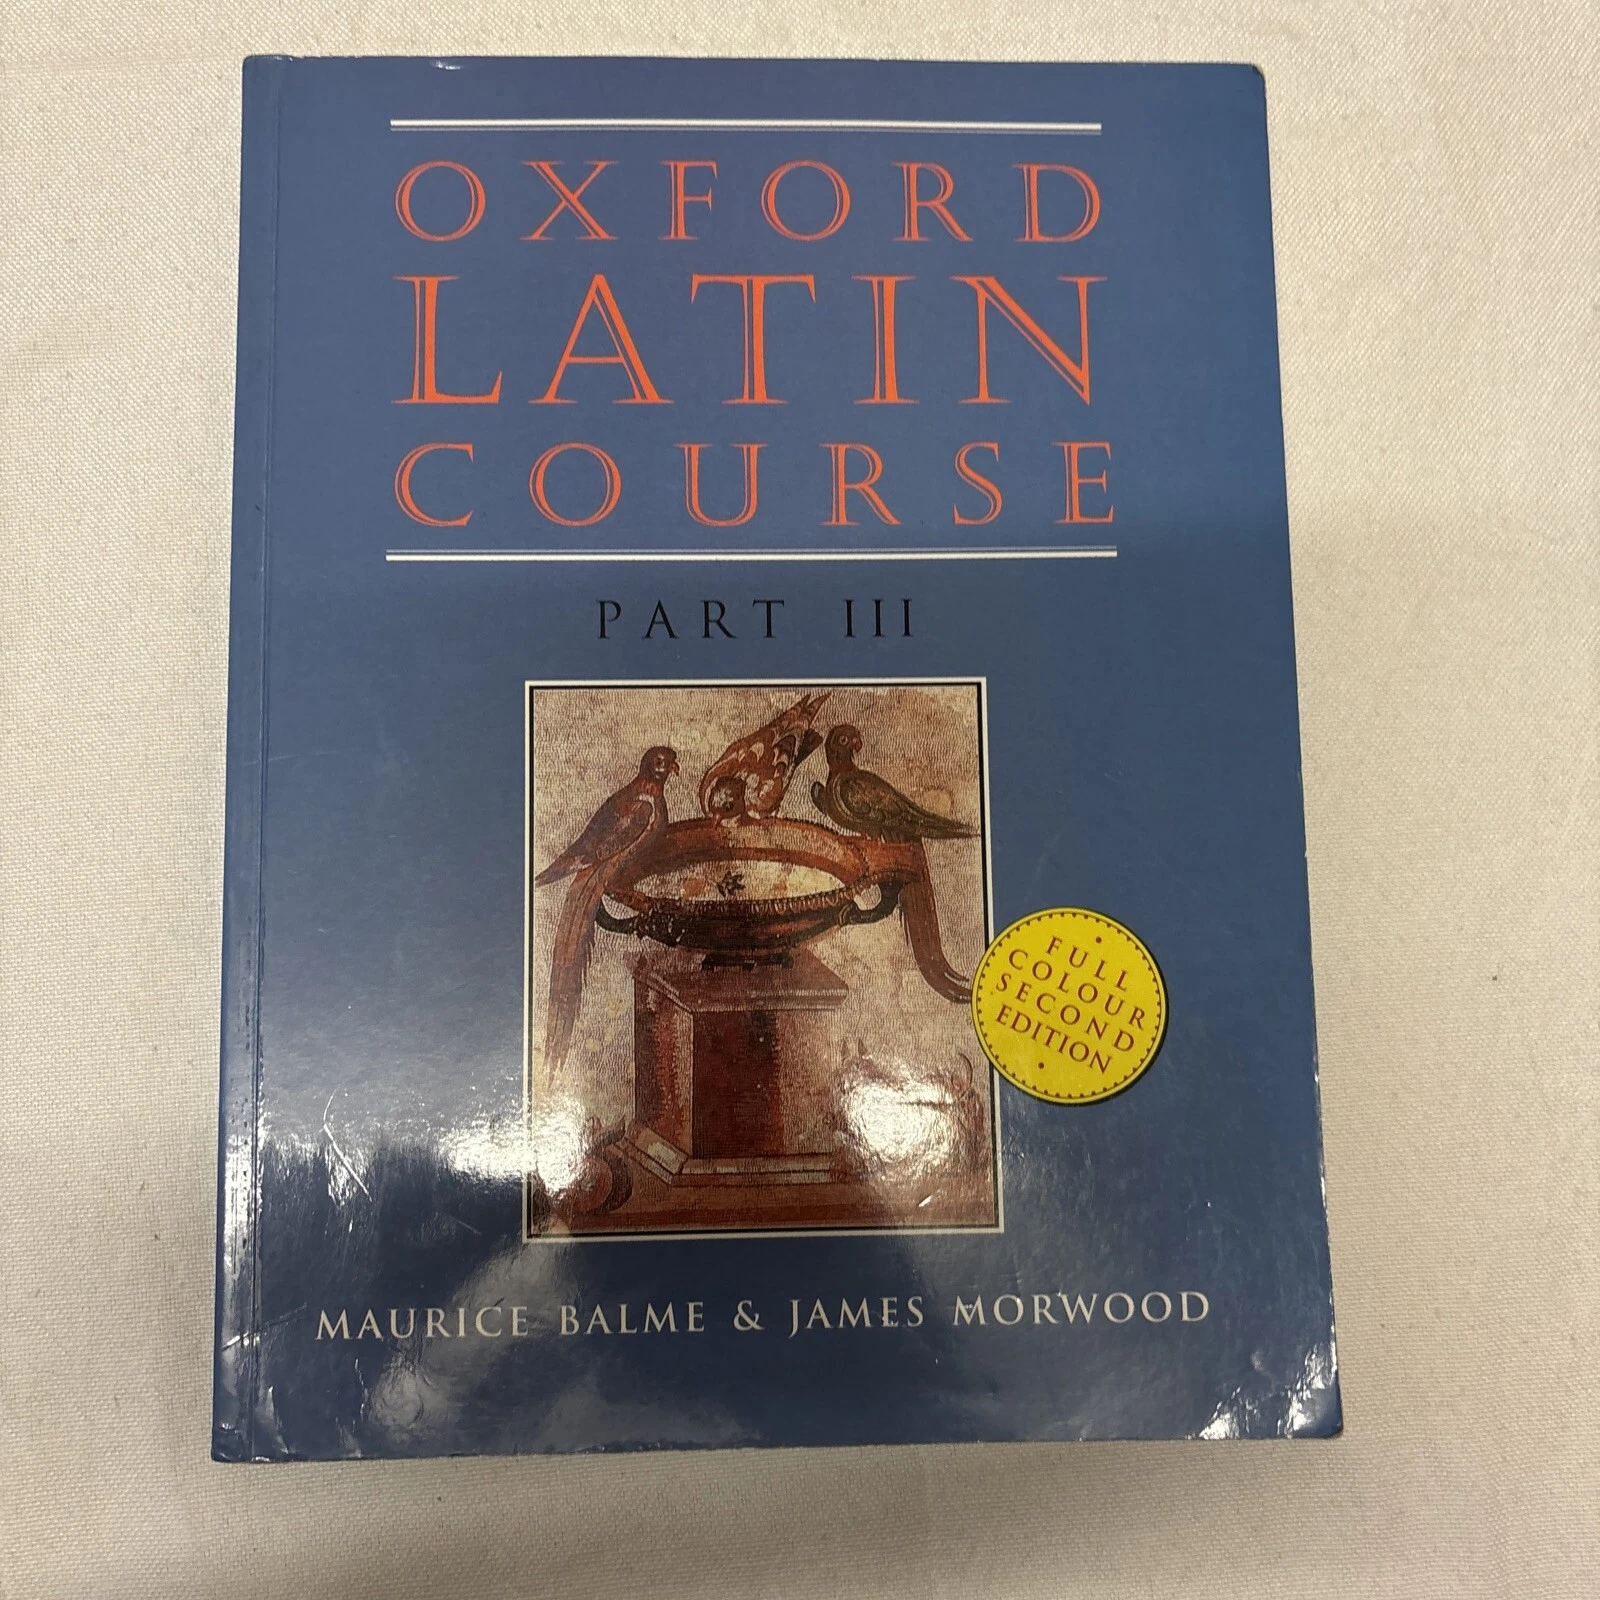 OXFORD
LATIN
COURSE
PART III
FULL
COLOUR
SECOND
EDITION
MAURICE BALME & JAMES MORWOOD